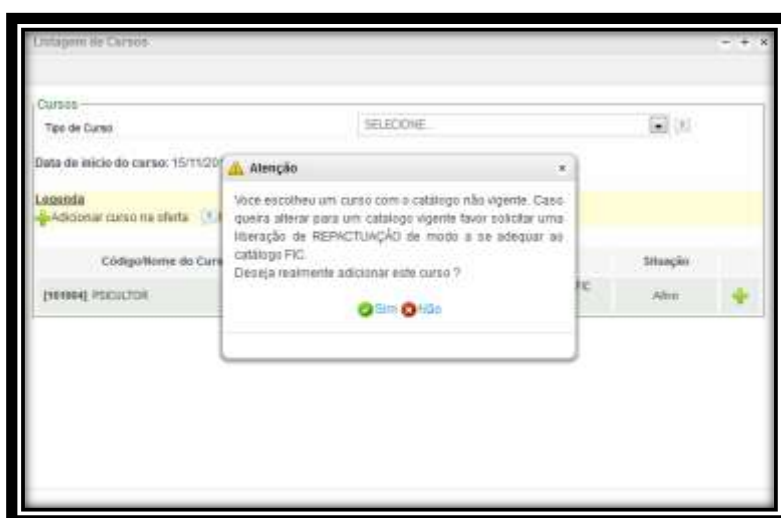 Listagem de Cursos
Cursos
Tipo de Curso
SELECIONE...
Data de início do curso: 15/11/20
Atenção
Voce escolheu um curso com o catálogo não vigente. Caso
queira alterar para um catalogo vigente favor solicitar uma
liberação de REPACTUAÇÃO de modo a se adequar ao
catálogo FIC.
Deseja realmente adicionar este curso ?
Sim Não
Legenda
Adicionar curso na oferta
Código/Nome do Curs
Situação
[101004] PSICULTOR
FIC
Ativo